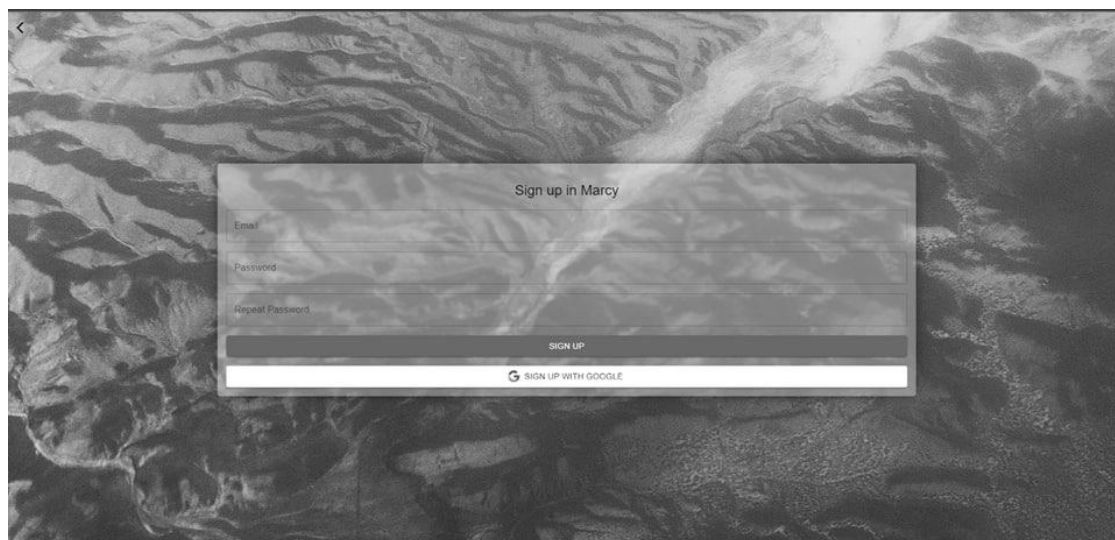 Sign up in Marcy
Email
Password
Repeat Password
SIGN UP
SIGN UP WITH GOOGLE